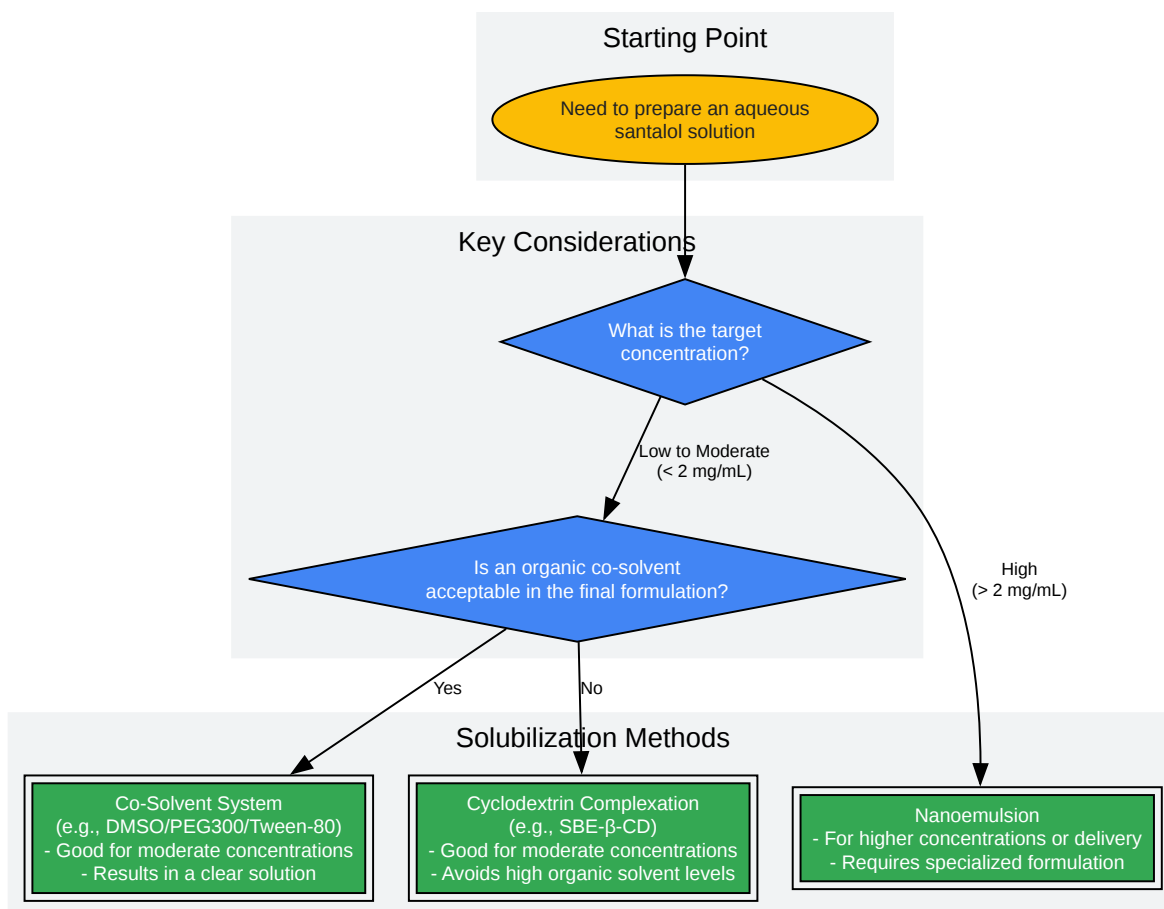 Starting Point
Need to prepare an aqueous
santalol solution
Key Considerations
What is the target
concentration?
Low to Moderate
(< 2 mg/mL)
Is an organic co-solvent
acceptable in the final formulation?
High
(> 2 mg/mL)
Yes
No
Solubilization Methods
Co-Solvent System
(e.g., DMSO/PEG300/Tween-80)
- Good for moderate concentrations
- Results in a clear solution
Cyclodextrin Complexation
(e.g., SBE-β-CD)
- Good for moderate concentrations
- Avoids high organic solvent levels
Nanoemulsion
- For higher concentrations or delivery
- Requires specialized formulation